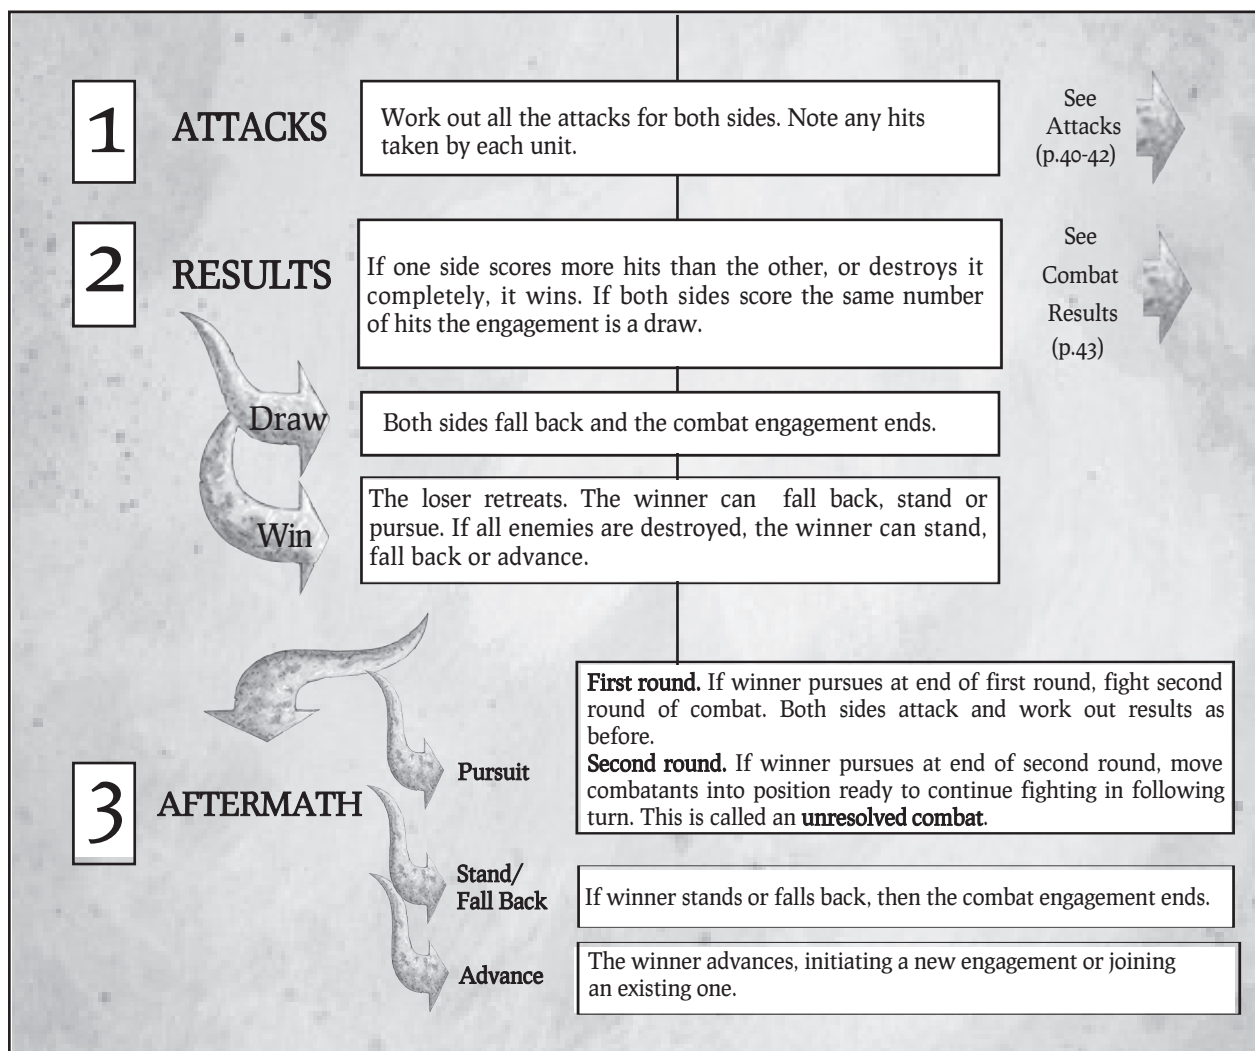 1
ATTACKS
Work out all the attacks for both sides. Note any hits
taken by each unit.
See
Attacks
(p.40-42)
2
RESULTS
If one side scores more hits than the other, or destroys it
completely, it wins. If both sides score the same number
of hits the engagement is a draw.
See
Combat
Results
(p.43)
Draw
Both sides fall back and the combat engagement ends.
Win
The loser retreats. The winner can fall back, stand or
pursue. If all enemies are destroyed, the winner can stand,
fall back or advance.
3
AFTERMATH
Pursuit
First round. If winner pursues at end of first round, fight second
round of combat. Both sides attack and work out results as
before.
Second round. If winner pursues at end of second round, move
combatants into position ready to continue fighting in following
turn. This is called an unresolved combat.
Stand/
Fall Back
If winner stands or falls back, then the combat engagement ends.
Advance
The winner advances, initiating a new engagement or joining
an existing one.